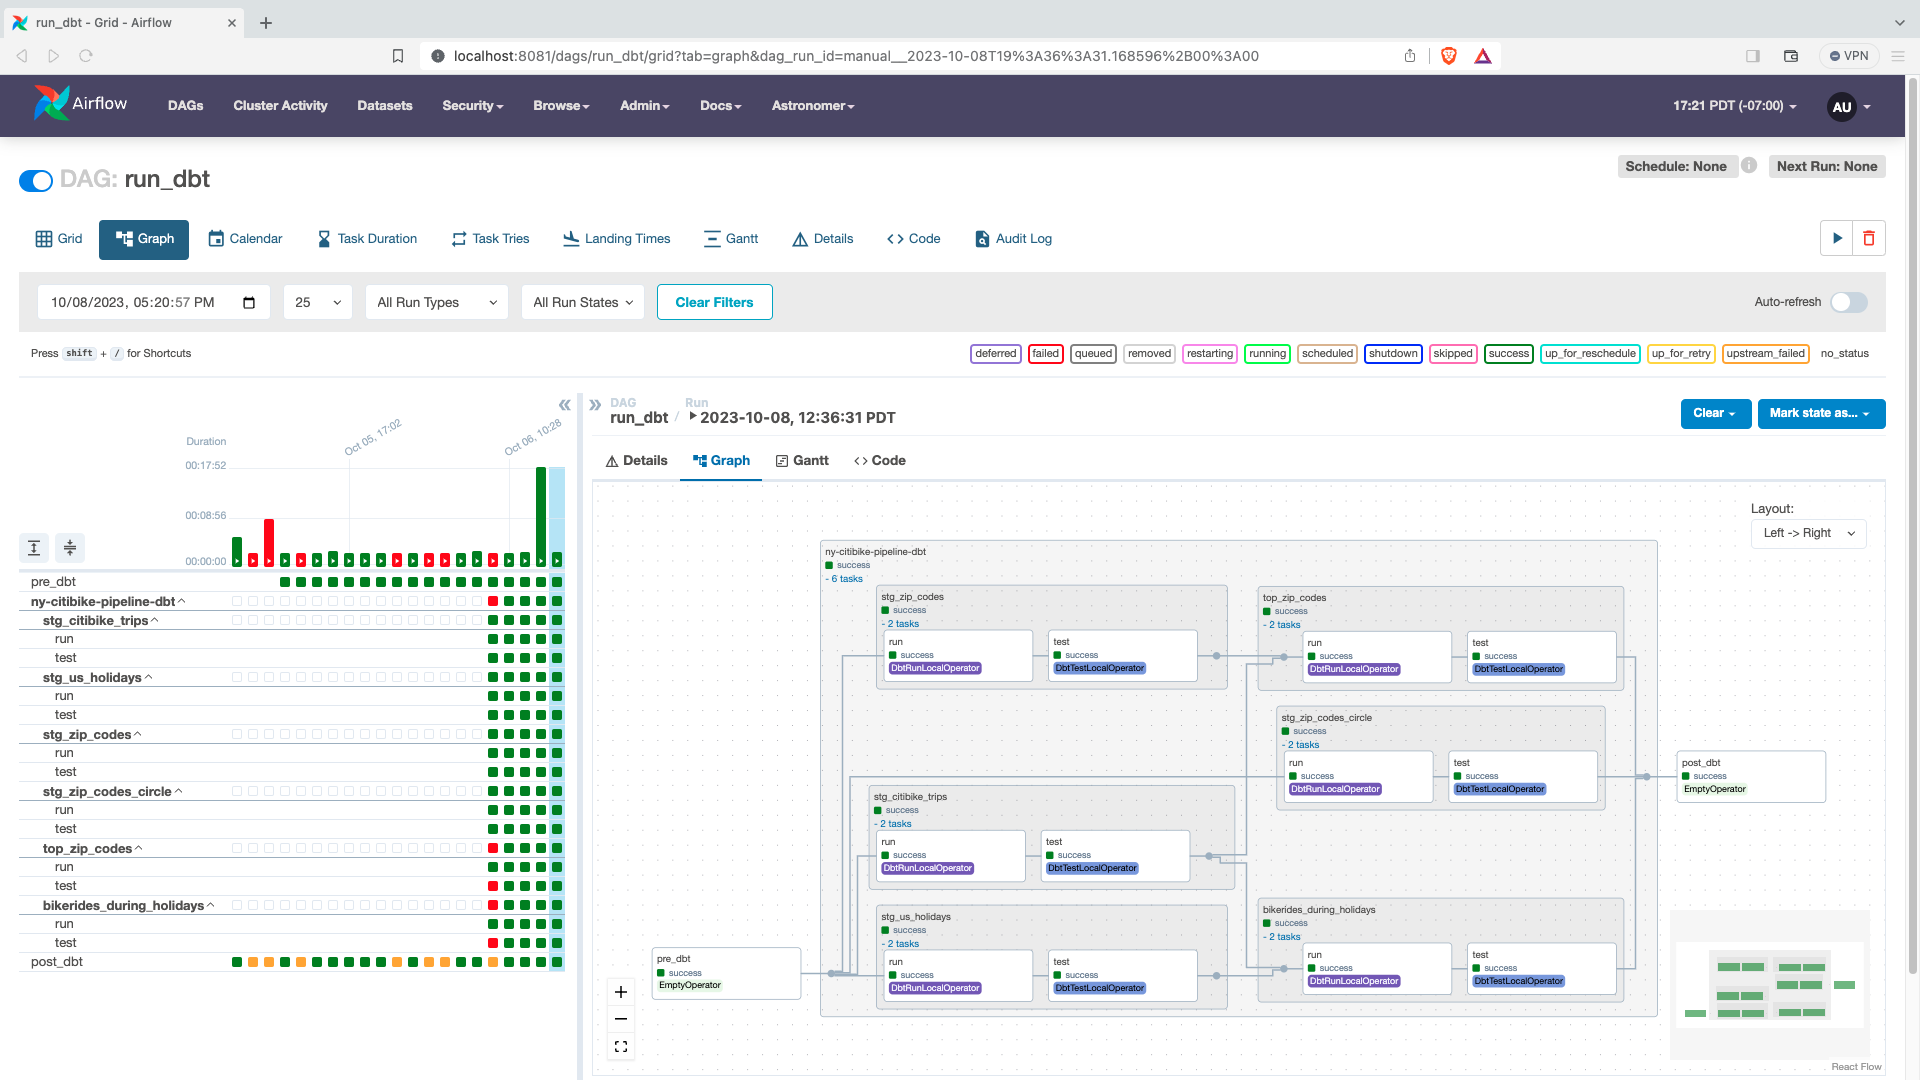 run_dbt - Grid - Airflow
localhost:8081/dags/run_dbt/grid?tab=graph&dag_run_id=manual__2023-10-08T19%3A36%3A31.168596%2B00%3A00
VPN
Airflow
DAGs
Cluster Activity
Datasets
Security
Browse
Admin
Docs
Astronomer
17:21 PDT (-07:00)
AU
DAG: run_dbt
Schedule: None
Next Run: None
Grid
Graph
Calendar
Task Duration
Task Tries
Landing Times
Gantt
Details
Code
Audit Log
10/08/2023, 05:20:57 PM
25
All Run Types
All Run States
Clear Filters
Auto-refresh
Press shift + / for Shortcuts
deferred
failed
queued
removed
restarting
running
scheduled
shutdown
skipped
success
up_for_reschedule
up_for_retry
upstream_failed
no_status
Duration
00:17:52
00:08:56
00:00:00
Oct 05, 17:02
Oct 06, 10:28
pre_dbt
ny-citibike-pipeline-dbt
stg_citibike_trips
run
test
stg_us_holidays
run
test
stg_zip_codes
run
test
stg_zip_codes_circle
run
test
top_zip_codes
run
test
bikerides_during_holidays
run
test
post_dbt
DAG
run_dbt
/
Run
2023-10-08, 12:36:31 PDT
Clear
Mark state as...
Details
Graph
Gantt
Code
Layout:
Left -> Right
ny-citibike-pipeline-dbt
success
- 6 tasks
stg_zip_codes
success
- 2 tasks
run
success
DbtRunLocalOperator
test
success
DbtTestLocalOperator
top_zip_codes
success
- 2 tasks
run
success
DbtRunLocalOperator
test
success
DbtTestLocalOperator
stg_zip_codes_circle
success
- 2 tasks
run
success
DbtRunLocalOperator
test
success
DbtTestLocalOperator
post_dbt
success
EmptyOperator
stg_citibike_trips
success
- 2 tasks
run
success
DbtRunLocalOperator
test
success
DbtTestLocalOperator
stg_us_holidays
success
- 2 tasks
run
success
DbtRunLocalOperator
test
success
DbtTestLocalOperator
bikerides_during_holidays
success
- 2 tasks
run
success
DbtRunLocalOperator
test
success
DbtTestLocalOperator
pre_dbt
success
EmptyOperator
React Flow